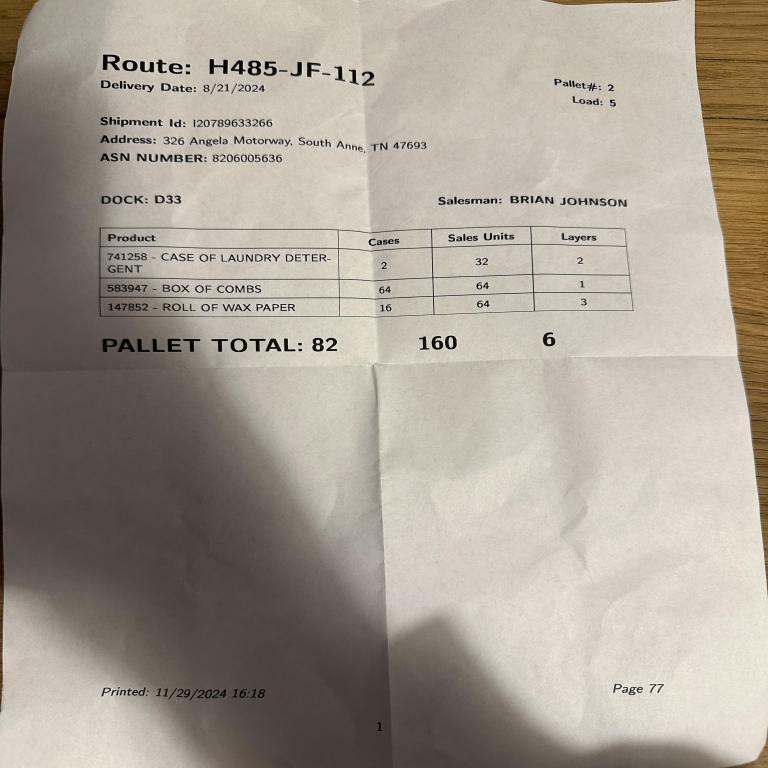 Route: H485-JF-112
Delivery Date: 8/21/2024
Pallet#: 2
Load: 5
Shipment Id: I20789633266
Address: 326 Angela Motorway, South Anne, TN 47693
ASN NUMBER: 8206005636
DOCK: D33
Salesman: BRIAN JOHNSON
Product Cases Sales Units Layers
741258 - CASE OF LAUNDRY DETER-
GENT 2 32 2
583947 - BOX OF COMBS 64 64 1
147852 - ROLL OF WAX PAPER 16 64 3
PALLET TOTAL: 82 160 6
Printed: 11/29/2024 16:18
Page 77
1